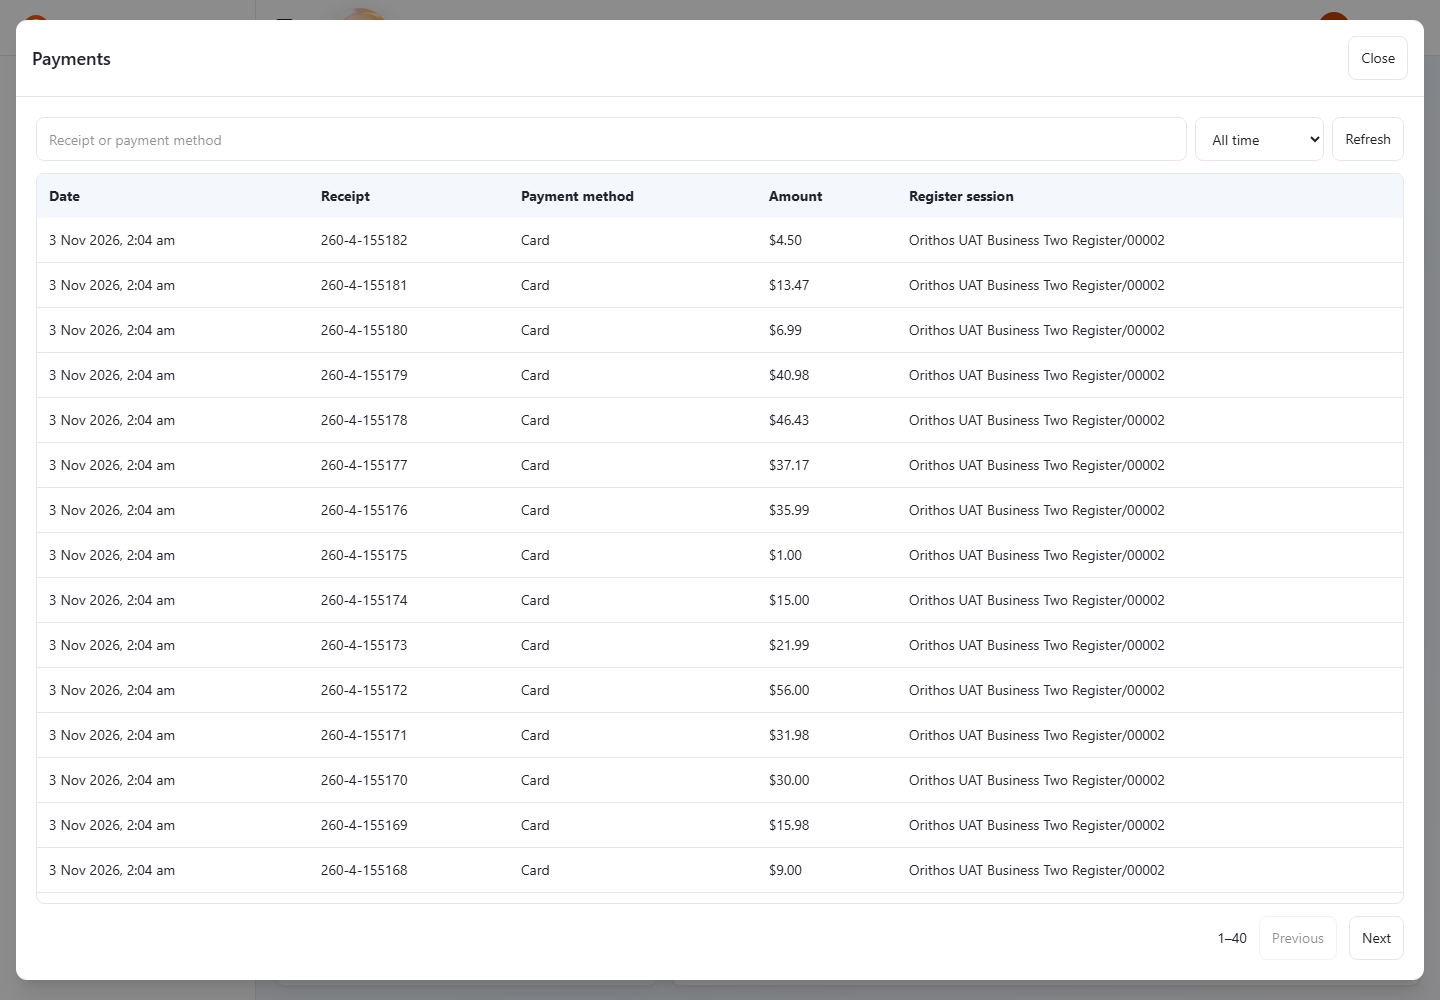 Payments Close
Receipt or payment method All time Refresh
Date Receipt Payment method Amount Register session
3 Nov 2026, 2:04 am 260-4-155182 Card $4.50 Orithos UAT Business Two Register/00002
3 Nov 2026, 2:04 am 260-4-155181 Card $13.47 Orithos UAT Business Two Register/00002
3 Nov 2026, 2:04 am 260-4-155180 Card $6.99 Orithos UAT Business Two Register/00002
3 Nov 2026, 2:04 am 260-4-155179 Card $40.98 Orithos UAT Business Two Register/00002
3 Nov 2026, 2:04 am 260-4-155178 Card $46.43 Orithos UAT Business Two Register/00002
3 Nov 2026, 2:04 am 260-4-155177 Card $37.17 Orithos UAT Business Two Register/00002
3 Nov 2026, 2:04 am 260-4-155176 Card $35.99 Orithos UAT Business Two Register/00002
3 Nov 2026, 2:04 am 260-4-155175 Card $1.00 Orithos UAT Business Two Register/00002
3 Nov 2026, 2:04 am 260-4-155174 Card $15.00 Orithos UAT Business Two Register/00002
3 Nov 2026, 2:04 am 260-4-155173 Card $21.99 Orithos UAT Business Two Register/00002
3 Nov 2026, 2:04 am 260-4-155172 Card $56.00 Orithos UAT Business Two Register/00002
3 Nov 2026, 2:04 am 260-4-155171 Card $31.98 Orithos UAT Business Two Register/00002
3 Nov 2026, 2:04 am 260-4-155170 Card $30.00 Orithos UAT Business Two Register/00002
3 Nov 2026, 2:04 am 260-4-155169 Card $15.98 Orithos UAT Business Two Register/00002
3 Nov 2026, 2:04 am 260-4-155168 Card $9.00 Orithos UAT Business Two Register/00002
1–40 Previous Next